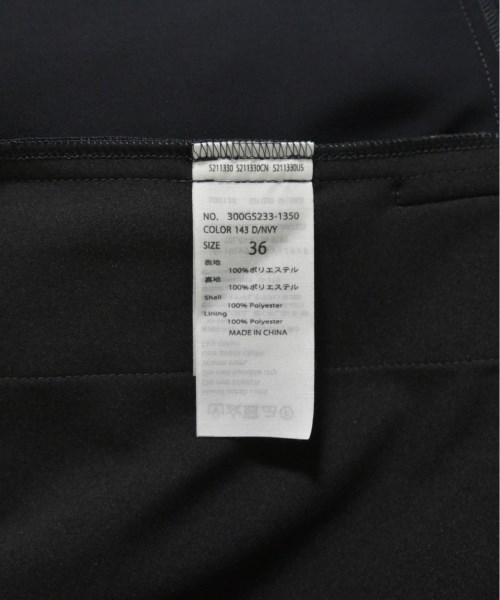 S211330 S211330CN S211330US
NO. 300GS233-1350
COLOR 143 D/NVY
SIZE 36
表地
100%ポリエステル
裏地
100%ポリエステル
Shell
100% Polyester
Lining
100% Polyester
MADE IN CHINA